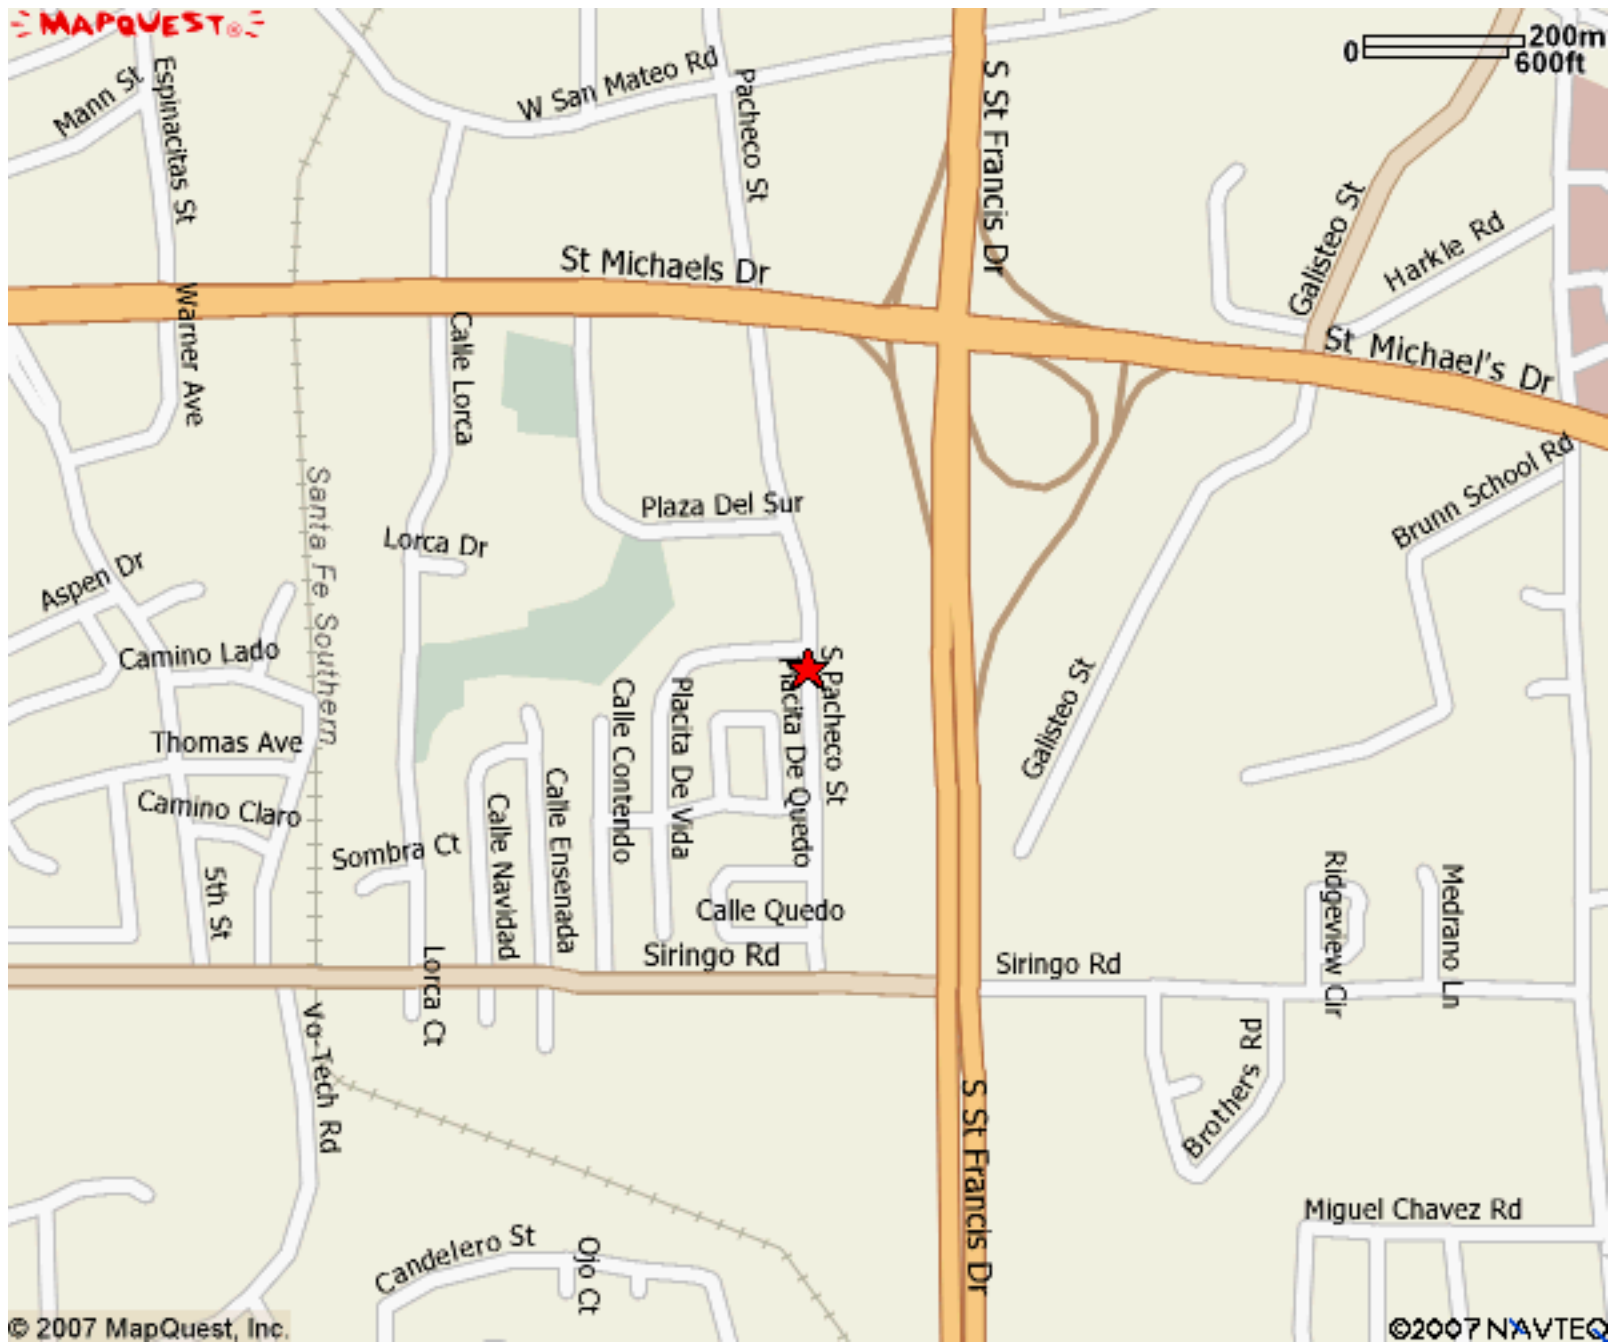 MAPQUEST®
0 200m
600ft
Mann St
Espinacitas St
W San Mateo Rd
Pacheco St
S St Francis Dr
Galisteo St
Harkle Rd
St Michaels Dr
St Michael's Dr
Warner Ave
Calle Lorca
Santa Fe Southern
Plaza Del Sur
Lorca Dr
Brunn School Rd
Aspen Dr
Camino Lado
Thomas Ave
Camino Claro
5th St
Sombra Ct
Calle Navidad
Calle Ensenada
Calle Contendo
Placita De Vida
Placita De Quedo
S Pacheco St
Galisteo St
Calle Quedo
Siringo Rd
Siringo Rd
Lorca Ct
Vo-Tech Rd
Ridgeview Cir
Medrano Ln
Brothers Rd
S St Francis Dr
Miguel Chavez Rd
Candelero St
Ojo Ct
© 2007 MapQuest, Inc.
©2007 NAVTEQ